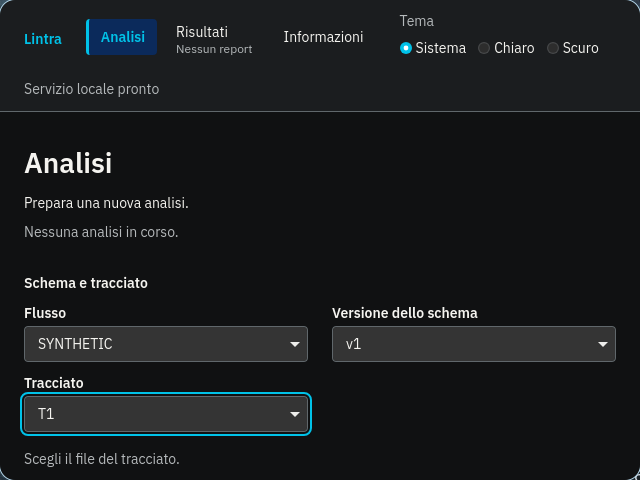 Lintra
Analisi
Risultati
Nessun report
Informazioni
Tema
Sistema
Chiaro
Scuro
Servizio locale pronto
Analisi
Prepara una nuova analisi.
Nessuna analisi in corso.
Schema e tracciato
Flusso
Versione dello schema
SYNTHETIC
v1
Tracciato
T1
Scegli il file del tracciato.